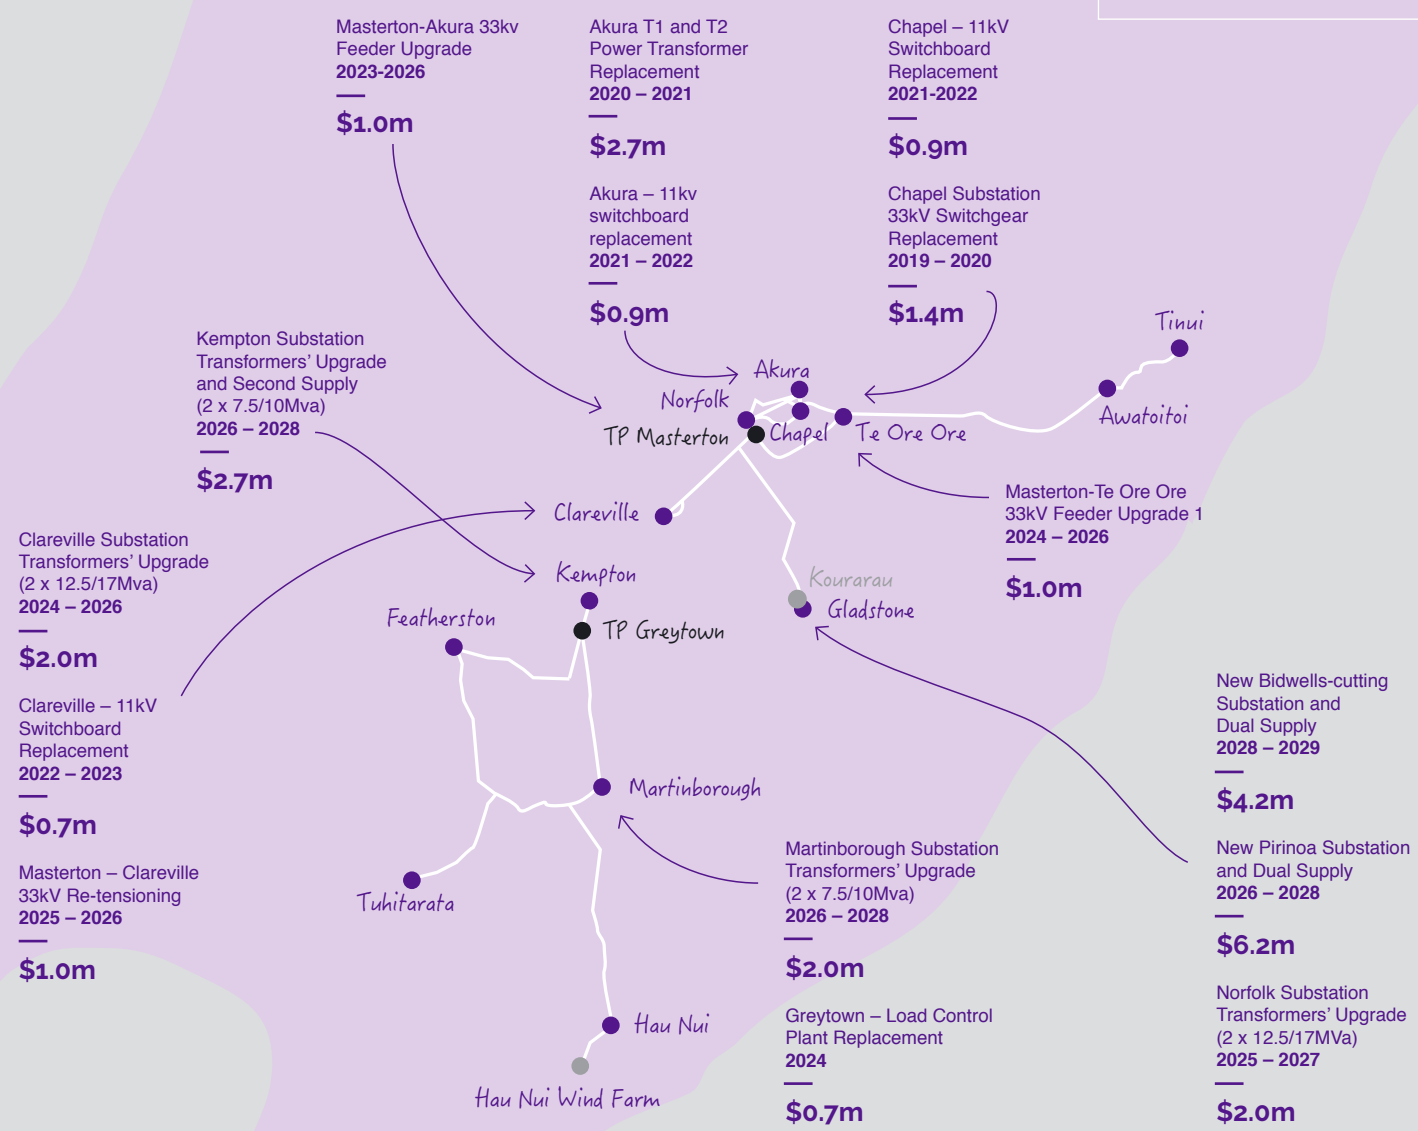 Masterton-Akura 33kv
Feeder Upgrade
2023-2026
$1.0m
Akura T1 and T2
Power Transformer
Replacement
2020 – 2021
$2.7m
Chapel – 11kV
Switchboard
Replacement
2021-2022
$0.9m
Akura – 11kv
switchboard
replacement
2021 – 2022
$0.9m
Chapel Substation
33kV Switchgear
Replacement
2019 – 2020
$1.4m
Kempton Substation
Transformers’ Upgrade
and Second Supply
(2 x 7.5/10Mva)
2026 – 2028
$2.7m
Tinui
Akura
Norfolk
Awatoitoi
TP Masterton
Chapel
Te Ore Ore
Clareville
Masterton-Te Ore Ore
33kV Feeder Upgrade 1
2024 – 2026
$1.0m
Clareville Substation
Transformers’ Upgrade
(2 x 12.5/17Mva)
2024 – 2026
$2.0m
Kempton
Kourarau
Gladstone
Featherston
TP Greytown
Clareville – 11kV
Switchboard
Replacement
2022 – 2023
$0.7m
New Bidwells-cutting
Substation and
Dual Supply
2028 – 2029
$4.2m
Martinborough
Masterton – Clareville
33kV Re-tensioning
2025 – 2026
$1.0m
Tuhitarata
Martinborough Substation
Transformers’ Upgrade
(2 x 7.5/10Mva)
2026 – 2028
$2.0m
New Pirinoa Substation
and Dual Supply
2026 – 2028
$6.2m
Hau Nui
Hau Nui Wind Farm
Greytown – Load Control
Plant Replacement
2024
$0.7m
Norfolk Substation
Transformers’ Upgrade
(2 x 12.5/17MVa)
2025 – 2027
$2.0m